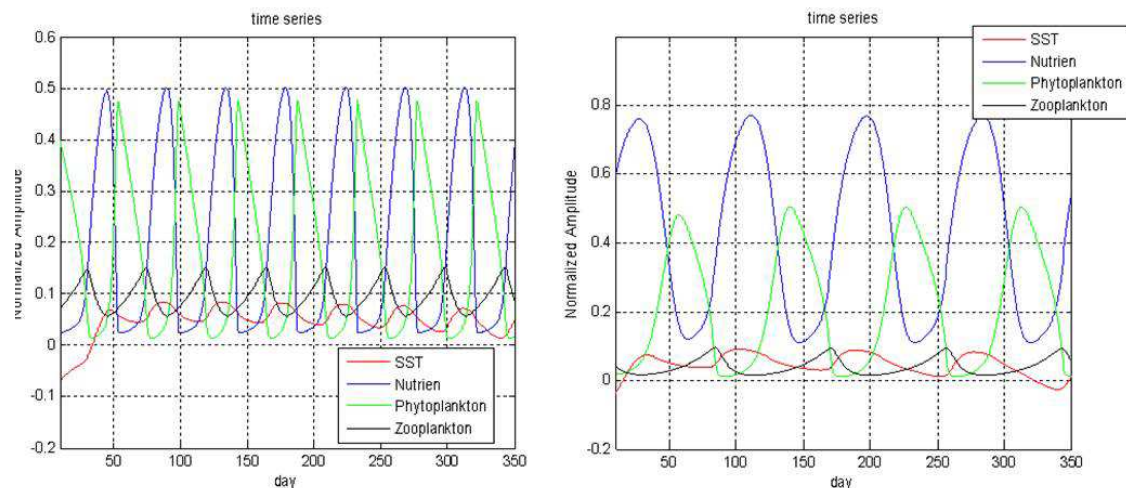 time series
0.6
0.5
0.4
0.3
0.2
0.1
0
-0.1
-0.2
Normalized Amplitude
50 100 150 200 250 300 350
day
SST
Nutrien
Phytoplankton
Zooplankton
time series
0.8
0.6
0.4
0.2
0
-0.2
Normalized Amplitude
50 100 150 200 250 300 350
day
SST
Nutrien
Phytoplankton
Zooplankton